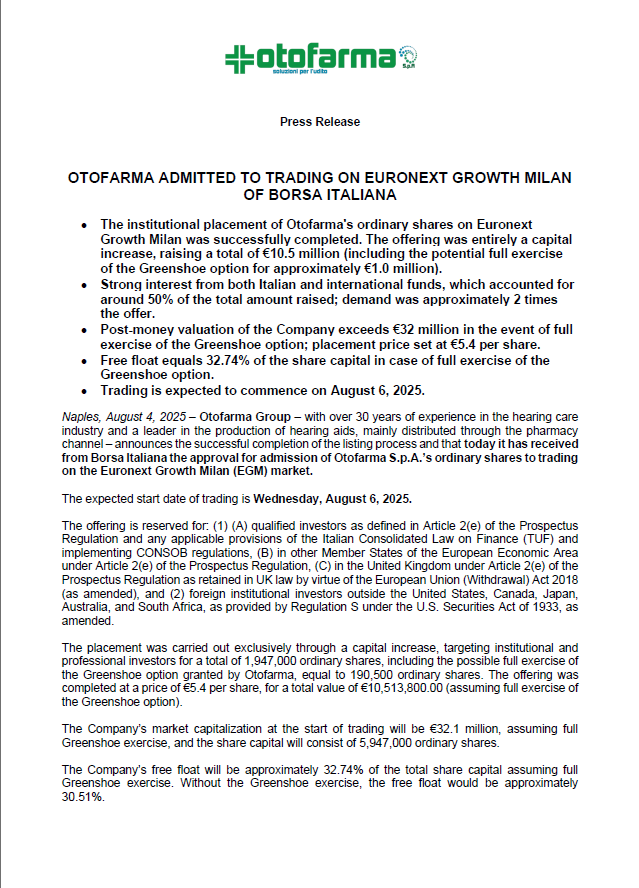 otofarma
S.p.A
soluzioni per l'udito
Press Release
OTOFARMA ADMITTED TO TRADING ON EURONEXT GROWTH MILAN
OF BORSA ITALIANA
• The institutional placement of Otofarma's ordinary shares on Euronext
Growth Milan was successfully completed. The offering was entirely a capital
increase, raising a total of €10.5 million (including the potential full exercise
of the Greenshoe option for approximately €1.0 million).
• Strong interest from both Italian and international funds, which accounted for
around 50% of the total amount raised; demand was approximately 2 times
the offer.
• Post-money valuation of the Company exceeds €32 million in the event of full
exercise of the Greenshoe option; placement price set at €5.4 per share.
• Free float equals 32.74% of the share capital in case of full exercise of the
Greenshoe option.
• Trading is expected to commence on August 6, 2025.
Naples, August 4, 2025 – Otofarma Group – with over 30 years of experience in the hearing care
industry and a leader in the production of hearing aids, mainly distributed through the pharmacy
channel – announces the successful completion of the listing process and that today it has received
from Borsa Italiana the approval for admission of Otofarma S.p.A.'s ordinary shares to trading
on the Euronext Growth Milan (EGM) market.
The expected start date of trading is Wednesday, August 6, 2025.
The offering is reserved for: (1) (A) qualified investors as defined in Article 2(e) of the Prospectus
Regulation and any applicable provisions of the Italian Consolidated Law on Finance (TUF) and
implementing CONSOB regulations, (B) in other Member States of the European Economic Area
under Article 2(e) of the Prospectus Regulation, (C) in the United Kingdom under Article 2(e) of the
Prospectus Regulation as retained in UK law by virtue of the European Union (Withdrawal) Act 2018
(as amended), and (2) foreign institutional investors outside the United States, Canada, Japan,
Australia, and South Africa, as provided by Regulation S under the U.S. Securities Act of 1933, as
amended.
The placement was carried out exclusively through a capital increase, targeting institutional and
professional investors for a total of 1,947,000 ordinary shares, including the possible full exercise of
the Greenshoe option granted by Otofarma, equal to 190,500 ordinary shares. The offering was
completed at a price of €5.4 per share, for a total value of €10,513,800.00 (assuming full exercise of
the Greenshoe option).
The Company's market capitalization at the start of trading will be €32.1 million, assuming full
Greenshoe exercise, and the share capital will consist of 5,947,000 ordinary shares.
The Company's free float will be approximately 32.74% of the total share capital assuming full
Greenshoe exercise. Without the Greenshoe exercise, the free float would be approximately
30.51%.